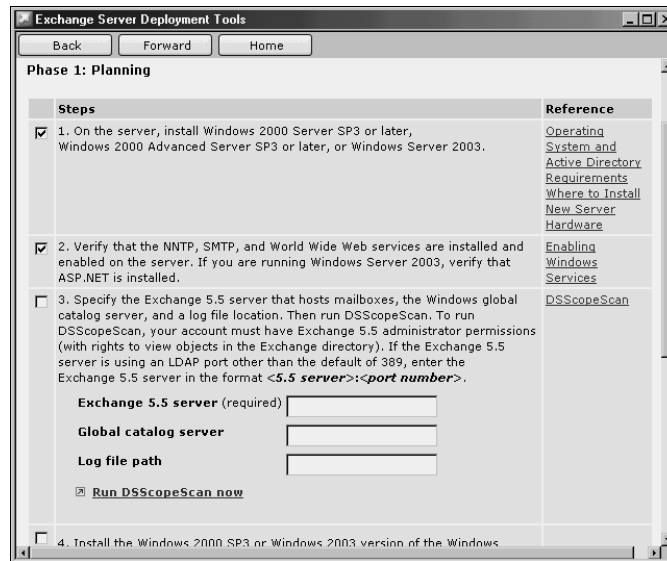 Exchange Server Deployment Tools
Back Forward Home
Phase 1: Planning
Steps
Reference
1. On the server, install Windows 2000 Server SP3 or later,
Windows 2000 Advanced Server SP3 or later, or Windows Server 2003.
Operating
System and
Active Directory
Requirements
Where to Install
New Server
Hardware
2. Verify that the NNTP, SMTP, and World Wide Web services are installed and
enabled on the server. If you are running Windows Server 2003, verify that
ASP.NET is installed.
Enabling
Windows
Services
3. Specify the Exchange 5.5 server that hosts mailboxes, the Windows global
catalog server, and a log file location. Then run DSScopeScan. To run
DSScopeScan, your account must have Exchange 5.5 administrator permissions
(with rights to view objects in the Exchange directory). If the Exchange 5.5
server is using an LDAP port other than the default of 389, enter the
Exchange 5.5 server in the format <5.5 server>:<port number>.
DSScopeScan
Exchange 5.5 server (required)
Global catalog server
Log file path
Run DSScopeScan now
4. Install the Windows 2000 SP3 or Windows 2003 version of the Windows